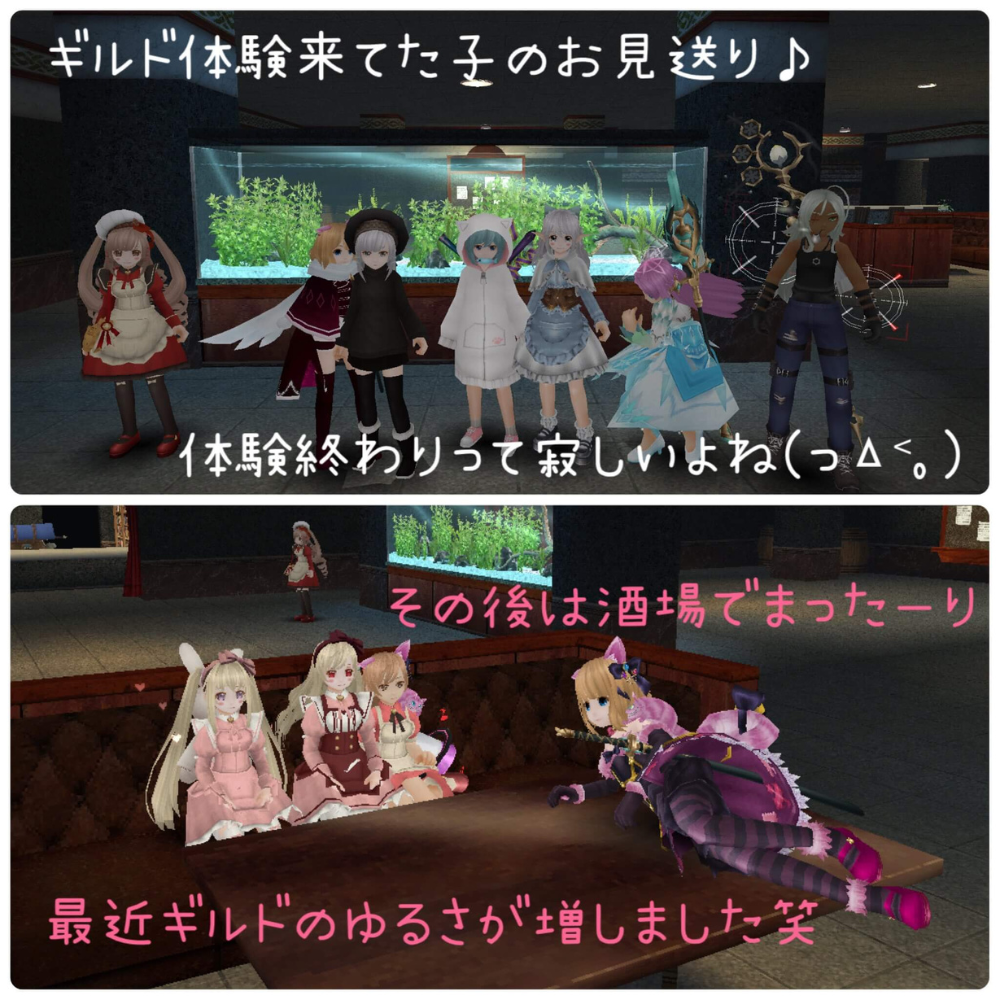 ギルド体験来てた子のお見送り♪
体験終わりって寂しいよね(っ﹏<。)
その後は酒場でまったーり
最近ギルドのゆるさが増しました笑